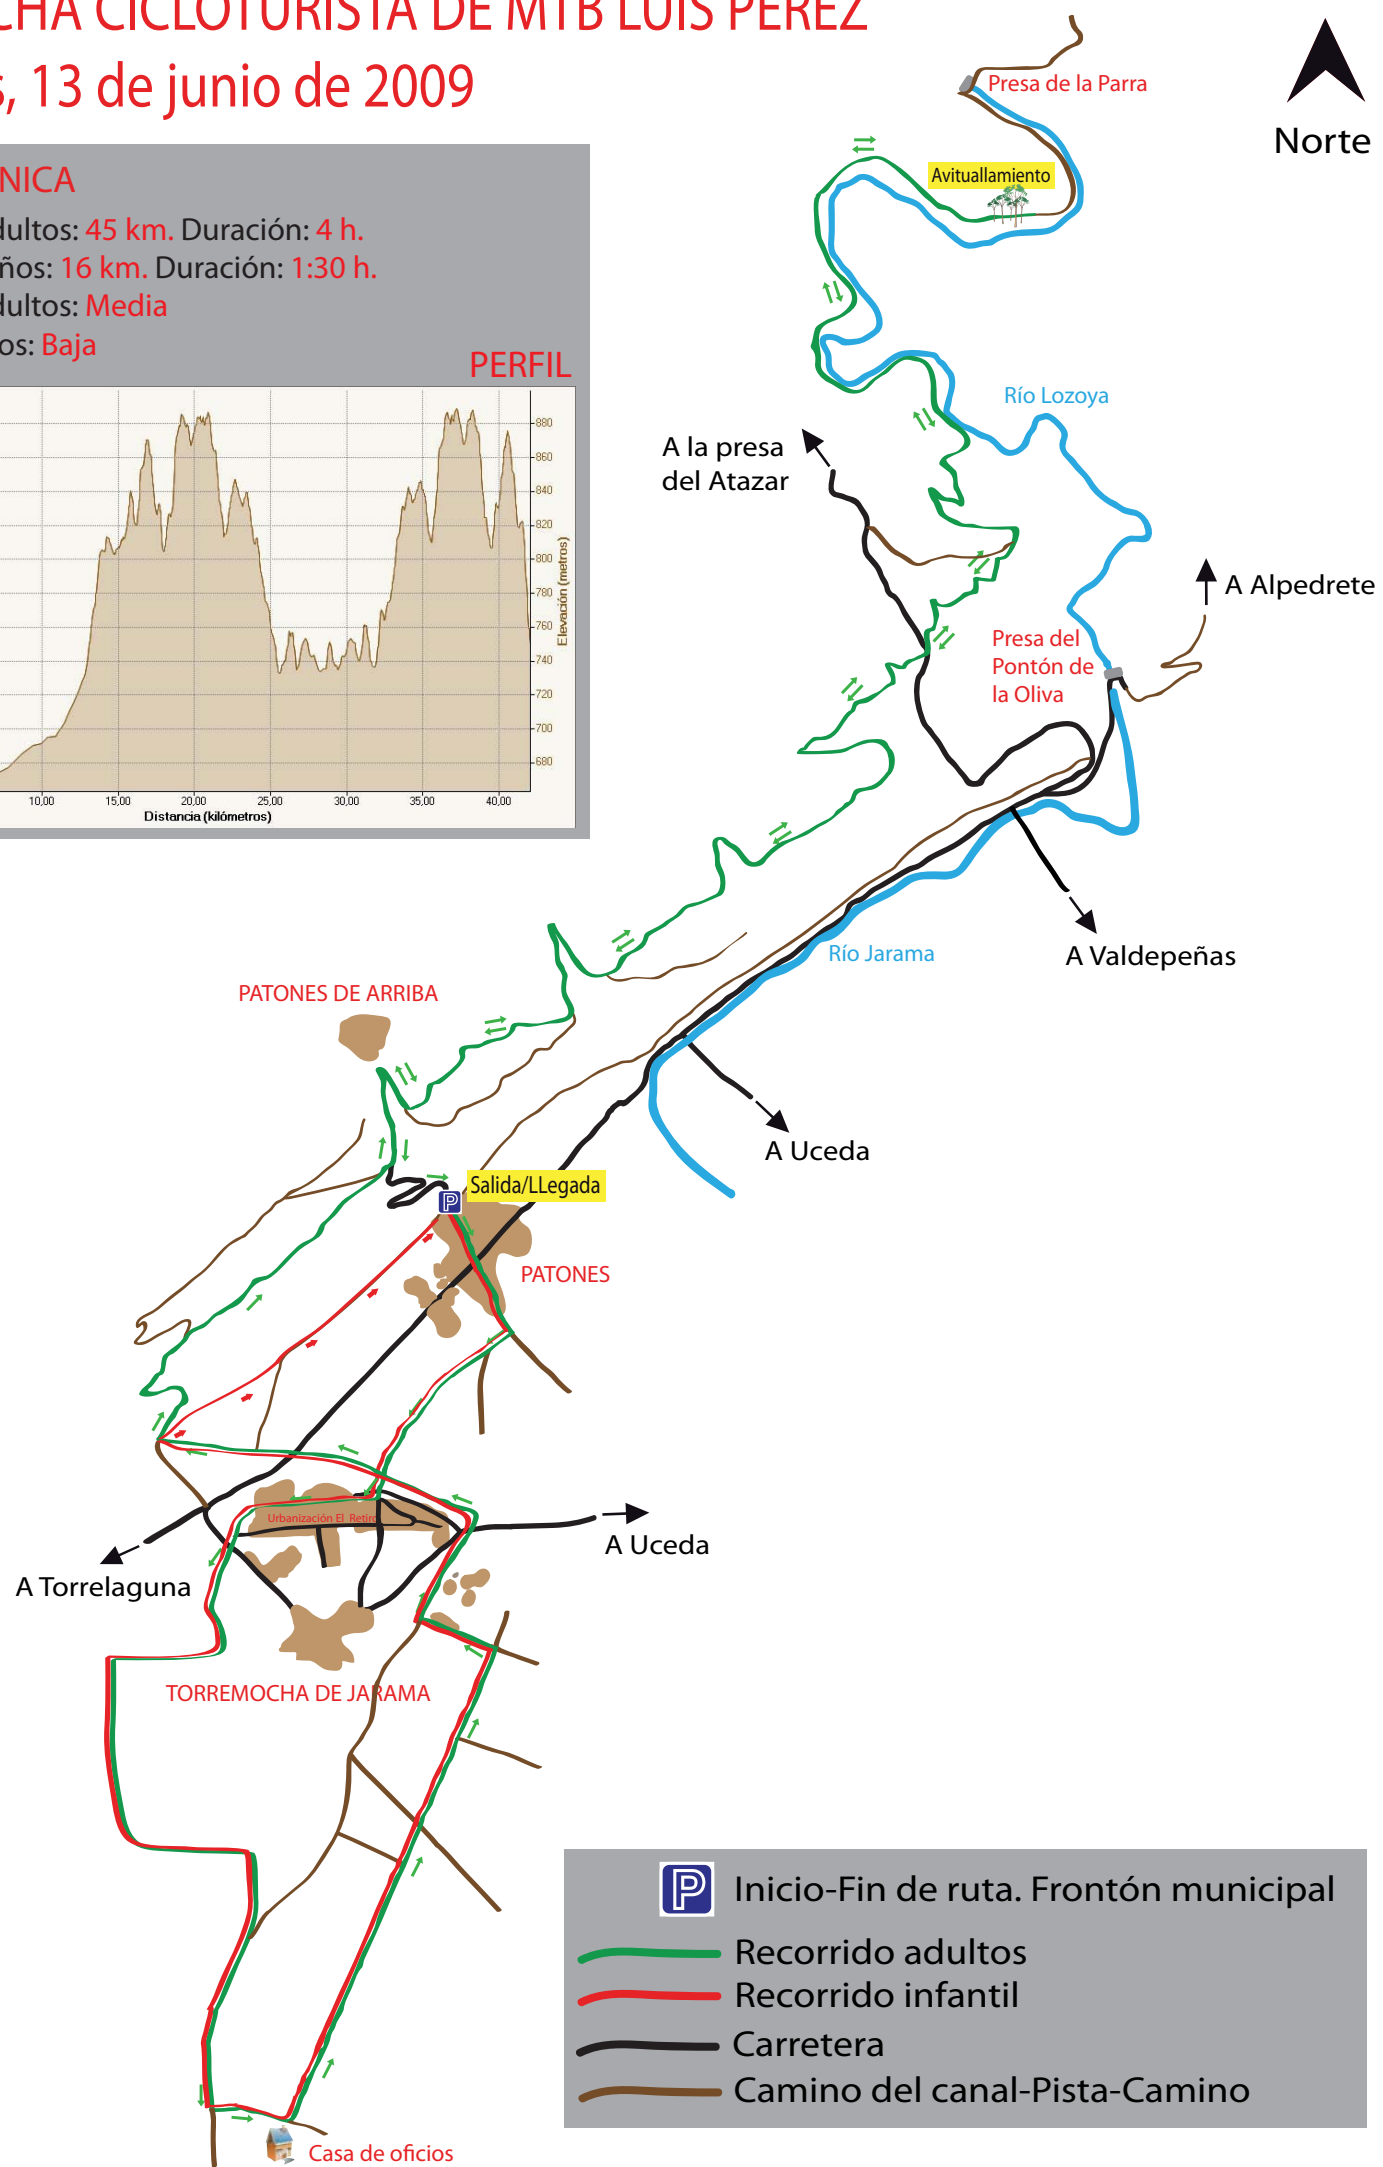 CHA CICLOTURISTA DE MTB LUIS PÉREZ
s, 13 de junio de 2009
NICA
dultos: 45 km. Duración: 4 h.
ños: 16 km. Duración: 1:30 h.
dultos: Media
os: Baja
PERFIL
880
860
840
820
800
780
760
740
720
700
680
Elevación (metros)
10,00 15,00 20,00 25,00 30,00 35,00 40,00
Distancia (kilómetros)
Norte
Presa de la Parra
Avituallamiento
Río Lozoya
A la presa
del Atazar
A Alpedrete
Presa del
Pontón de
la Oliva
Río Jarama
A Valdepeñas
PATONES DE ARRIBA
A Uceda
Salida/LLegada
P
PATONES
Urbanización El Retiro
A Uceda
A Torrelaguna
TORREMOCHA DE JARAMA
Casa de oficios
P Inicio-Fin de ruta. Frontón municipal
Recorrido adultos
Recorrido infantil
Carretera
Camino del canal-Pista-Camino